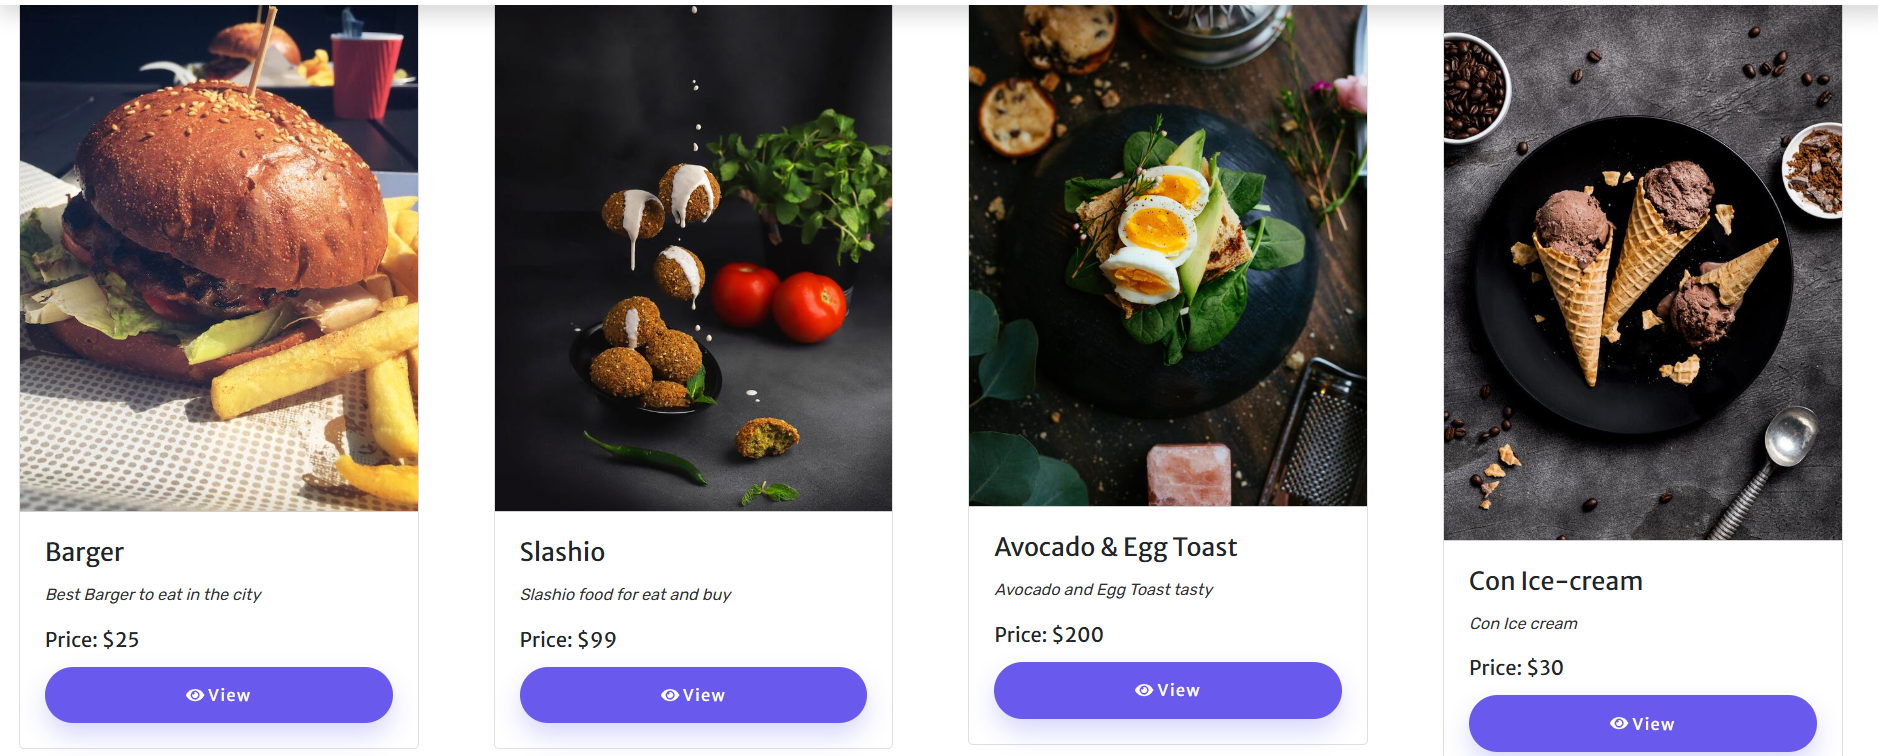 Barger
Best Barger to eat in the city
Price: $25
View
Slashio
Slashio food for eat and buy
Price: $99
View
Avocado & Egg Toast
Avocado and Egg Toast tasty
Price: $200
View
Con Ice-cream
Con Ice cream
Price: $30
View